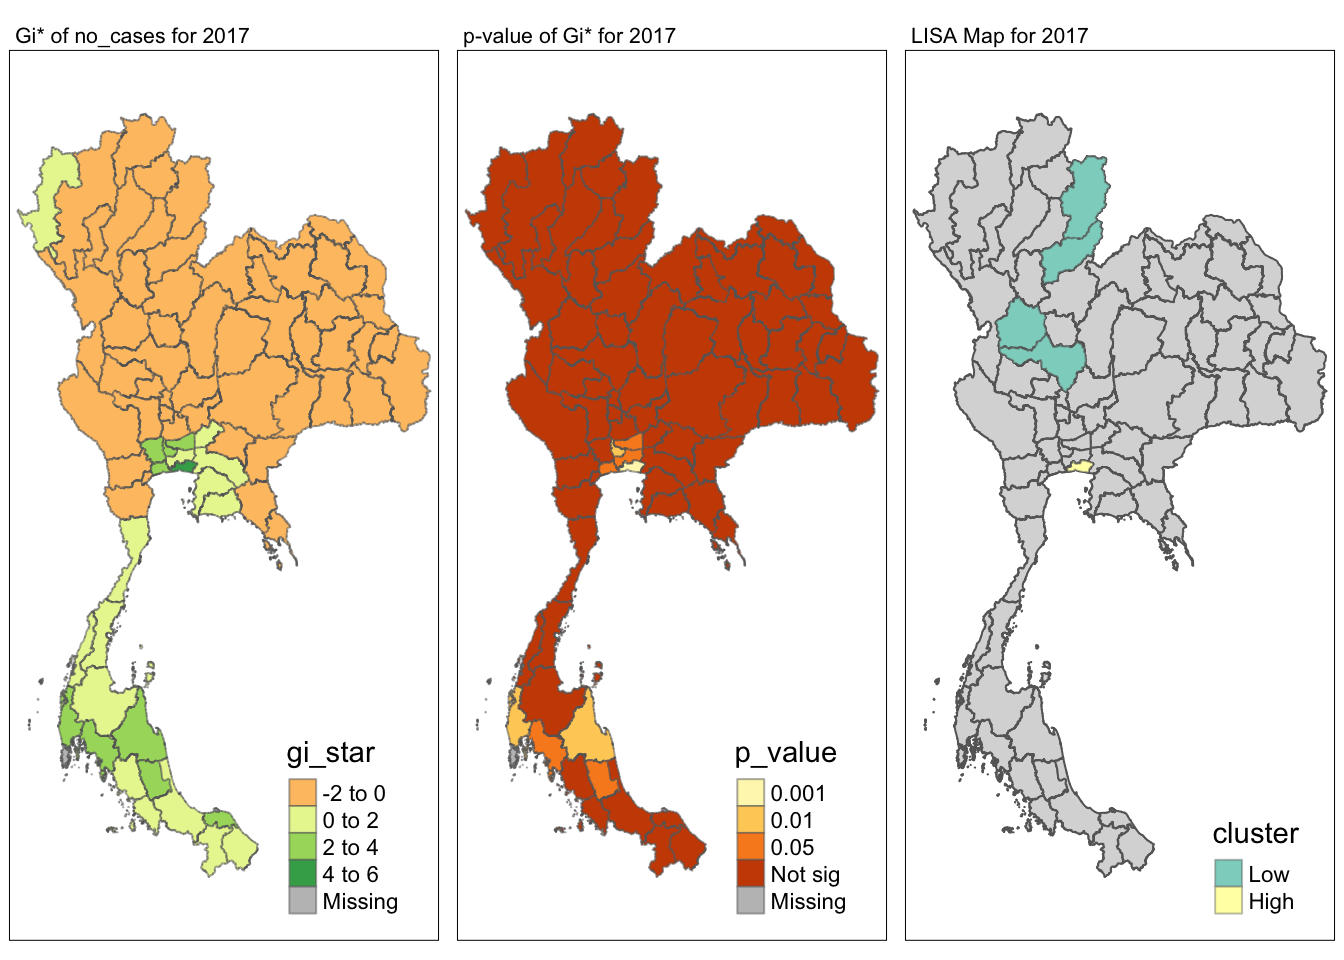 Gi* of no_cases for 2017
p-value of Gi* for 2017
LISA Map for 2017
gi_star
-2 to 0
0 to 2
2 to 4
4 to 6
Missing
p_value
0.001
0.01
0.05
Not sig
Missing
cluster
Low
High